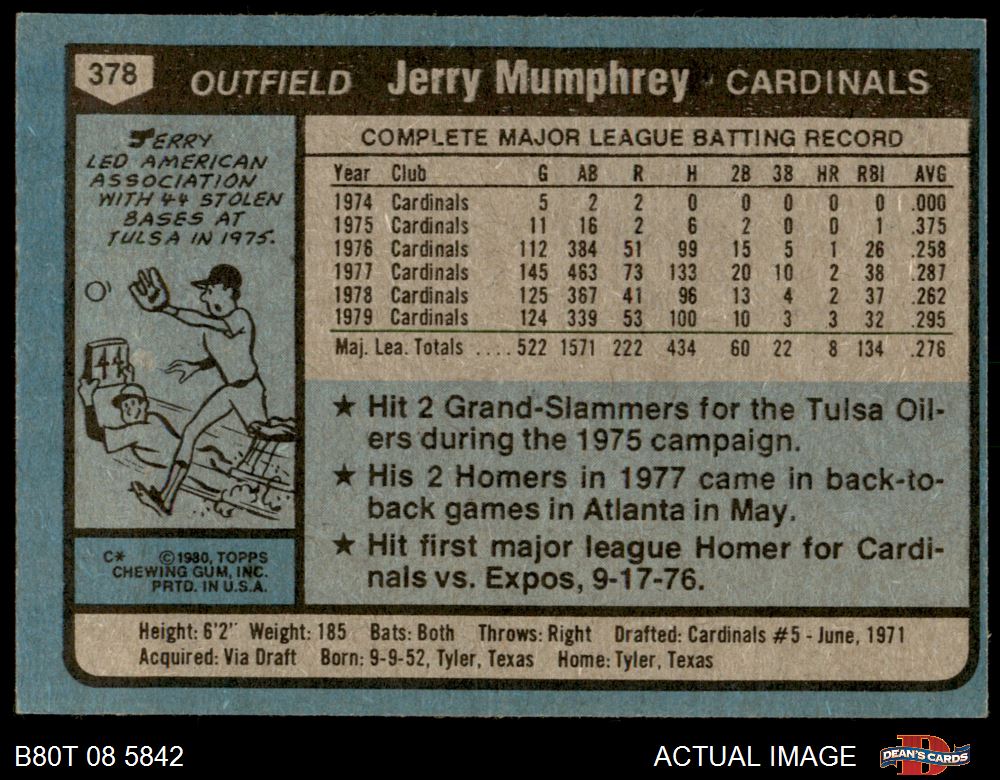 378 OUTFIELD Jerry Mumphrey CARDINALS
JERRY
LED AMERICAN
ASSOCIATION
WITH 44 STOLEN
BASES AT
TULSA IN 1975.
44
C* ©1980, TOPPS
CHEWING GUM, INC.
PRTD. IN U.S.A.
COMPLETE MAJOR LEAGUE BATTING RECORD
Year Club G AB R H 2B 3B HR RBI AVG
1974 Cardinals 5 2 2 0 0 0 0 0 .000
1975 Cardinals 11 16 2 6 2 0 0 1 .375
1976 Cardinals 112 384 51 99 15 5 1 26 .258
1977 Cardinals 145 463 73 133 20 10 2 38 .287
1978 Cardinals 125 367 41 96 13 4 2 37 .262
1979 Cardinals 124 339 53 100 10 3 3 32 .295
Maj. Lea. Totals .... 522 1571 222 434 60 22 8 134 .276
★ Hit 2 Grand-Slammers for the Tulsa Oil-
ers during the 1975 campaign.
★ His 2 Homers in 1977 came in back-to-
back games in Atlanta in May.
★ Hit first major league Homer for Cardi-
nals vs. Expos, 9-17-76.
Height: 6'2" Weight: 185 Bats: Both Throws: Right Drafted: Cardinals #5 - June, 1971
Acquired: Via Draft Born: 9-9-52, Tyler, Texas Home: Tyler, Texas
B80T 08 5842 ACTUAL IMAGE D DEAN'S CARDS